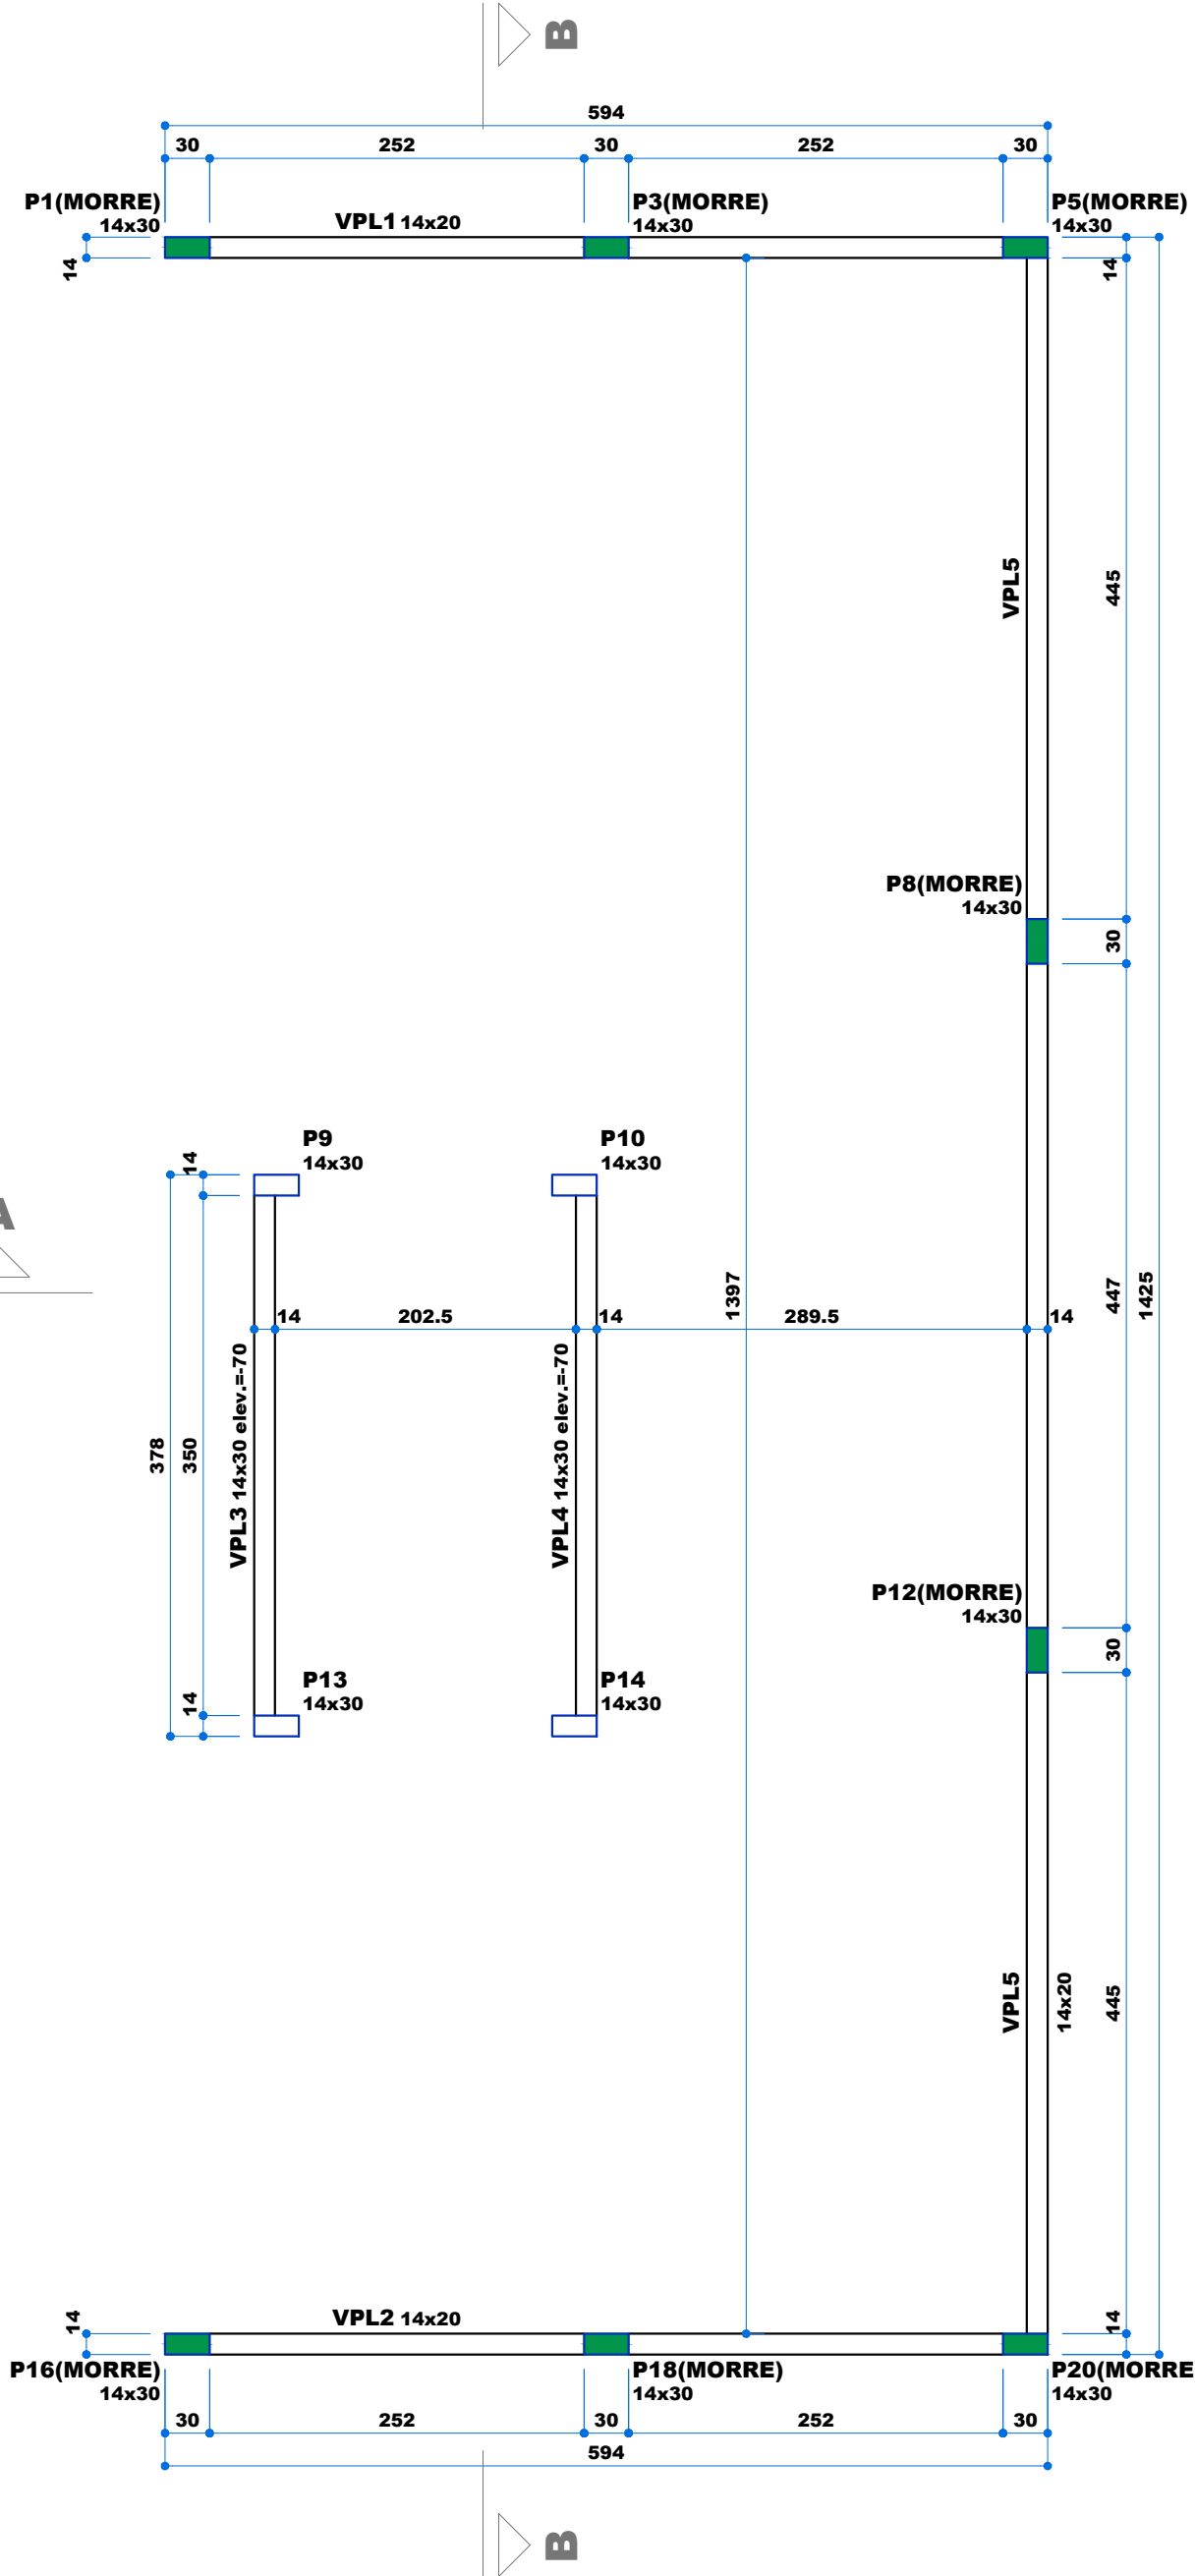 B
594
30 252 30 252 30
P1(MORRE)
14x30
VPL1 14x20
P3(MORRE)
14x30
P5(MORRE)
14x30
14
14
VPL5
445
P8(MORRE)
14x30
30
P9
14x30
P10
14x30
14
A
1397
447
1425
14 202.5 14 289.5 14
VPL3 14x30 elev.=-70
VPL4 14x30 elev.=-70
378
350
P12(MORRE)
14x30
30
P13
14x30
P14
14x30
14
VPL5
14x20
445
VPL2 14x20
14
14
P16(MORRE)
14x30
P18(MORRE)
14x30
P20(MORRE
14x30
30 252 30 252 30
594
B